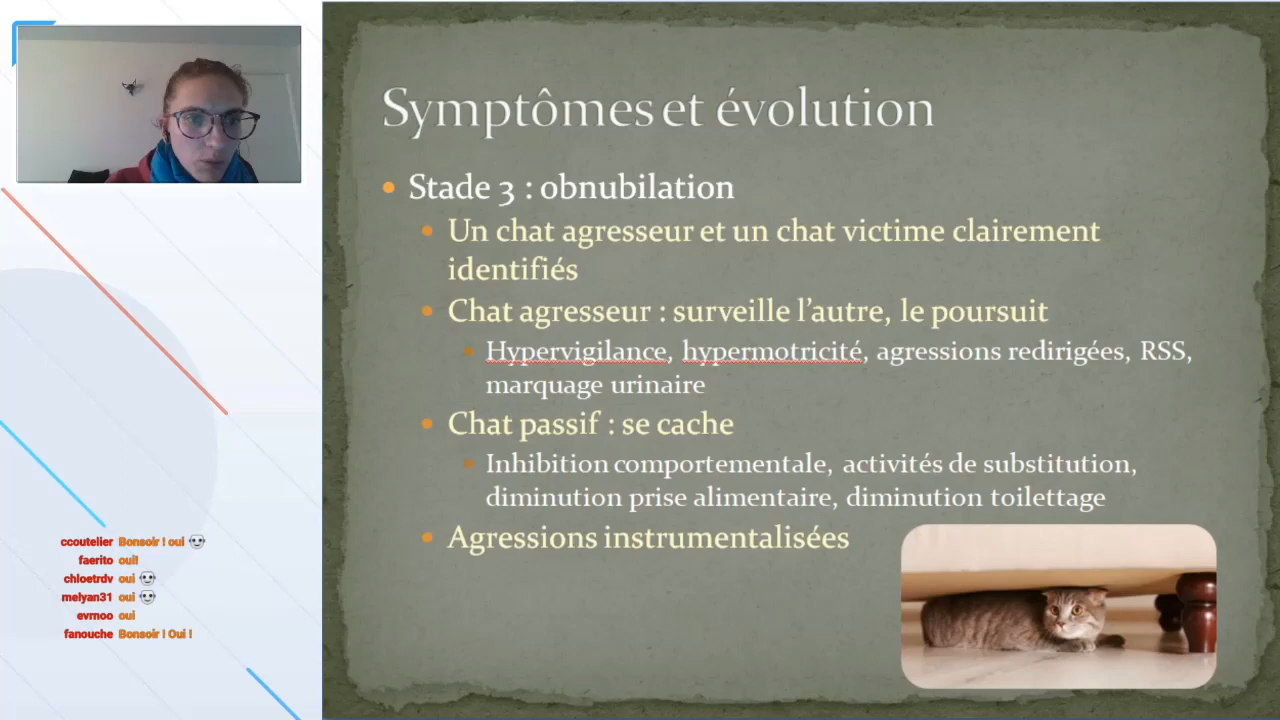 Symptômes et évolution
Stade 3 : obnubilation
Un chat agresseur et un chat victime clairement
identifiés
Chat agresseur : surveille l’autre, le poursuit
Hypervigilance, hypermotricité, agressions redirigées, RSS,
marquage urinaire
Chat passif : se cache
Inhibition comportementale, activités de substitution,
diminution prise alimentaire, diminution toilettage
Agressions instrumentalisées
ccoutelier Bonsoir ! oui
faerito oui!
chloetrdv oui
melyan31 oui
evrnoo oui
fanouche Bonsoir ! Oui !